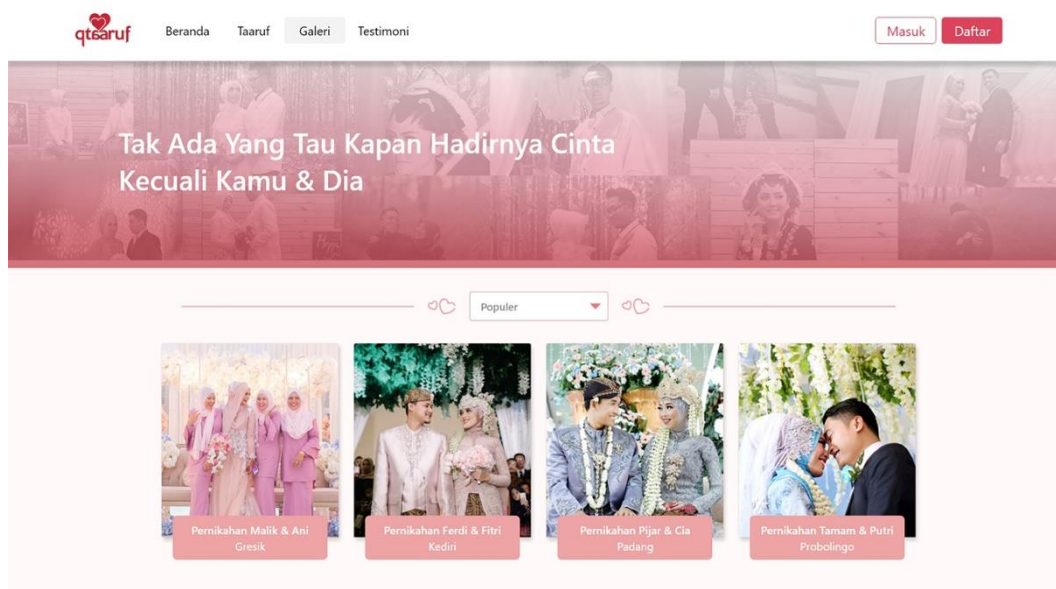 qtaaruf
Beranda Taaruf Galeri Testimoni
Masuk Daftar
Tak Ada Yang Tau Kapan Hadirnya Cinta
Kecuali Kamu & Dia
Populer
Pernikahan Malik & Ani
Gresik
Pernikahan Ferdi & Fitri
Kediri
Pernikahan Pijar & Cia
Padang
Pernikahan Tamam & Putri
Probolingo